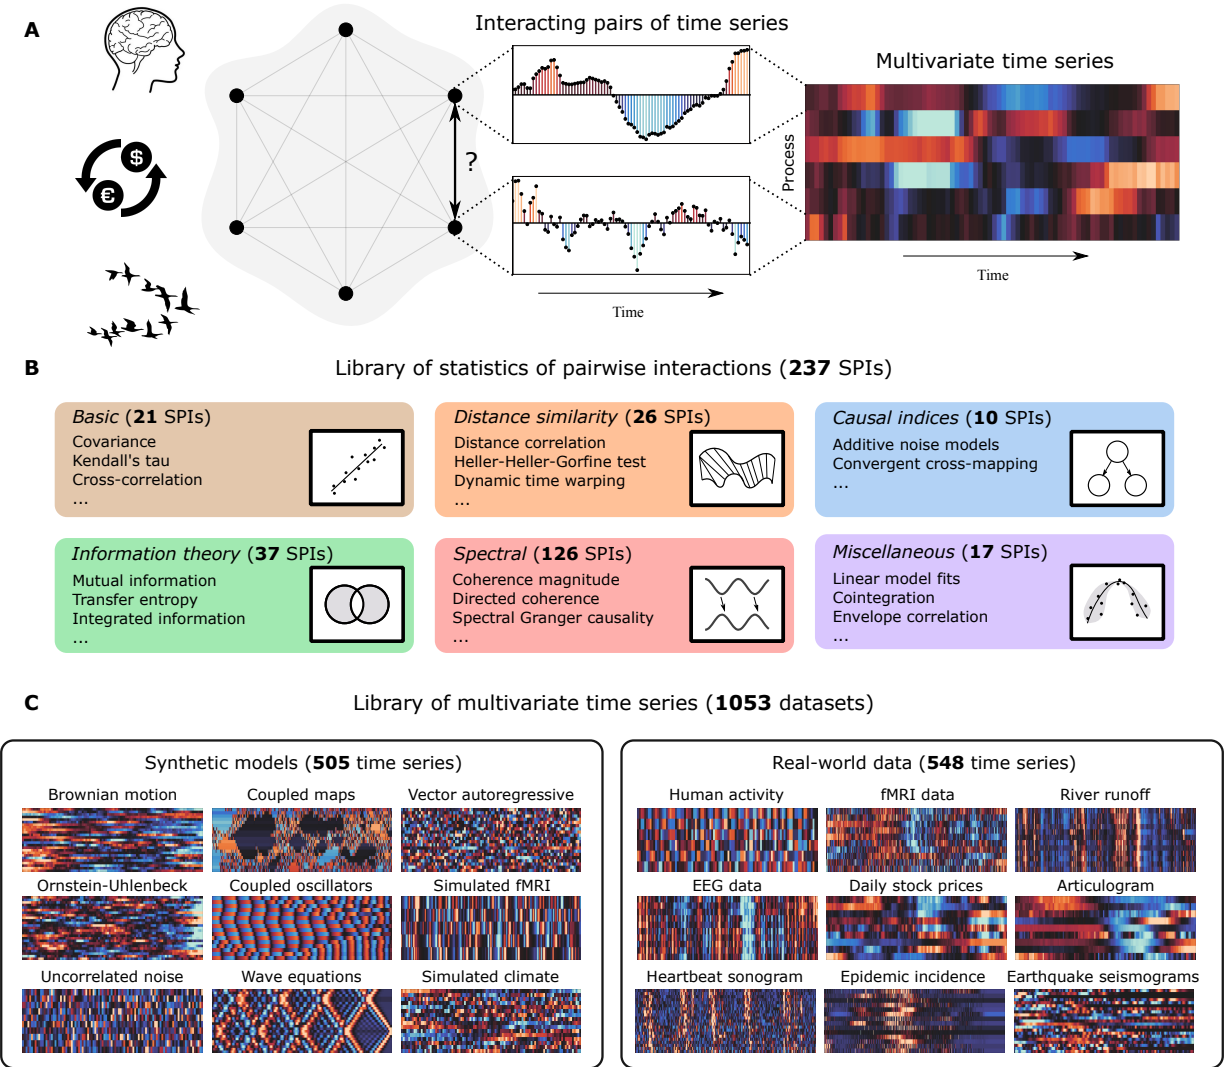 A
Interacting pairs of time series
Multivariate time series
$
€
?
Process
Time
Time
B
Library of statistics of pairwise interactions (237 SPIs)
Basic (21 SPIs)
Covariance
Kendall's tau
Cross-correlation
...
Distance similarity (26 SPIs)
Distance correlation
Heller-Heller-Gorfine test
Dynamic time warping
...
Causal indices (10 SPIs)
Additive noise models
Convergent cross-mapping
...
Information theory (37 SPIs)
Mutual information
Transfer entropy
Integrated information
...
Spectral (126 SPIs)
Coherence magnitude
Directed coherence
Spectral Granger causality
...
Miscellaneous (17 SPIs)
Linear model fits
Cointegration
Envelope correlation
...
C
Library of multivariate time series (1053 datasets)
Synthetic models (505 time series)
Brownian motion
Coupled maps
Vector autoregressive
Ornstein-Uhlenbeck
Coupled oscillators
Simulated fMRI
Uncorrelated noise
Wave equations
Simulated climate
Real-world data (548 time series)
Human activity
fMRI data
River runoff
EEG data
Daily stock prices
Articulogram
Heartbeat sonogram
Epidemic incidence
Earthquake seismograms